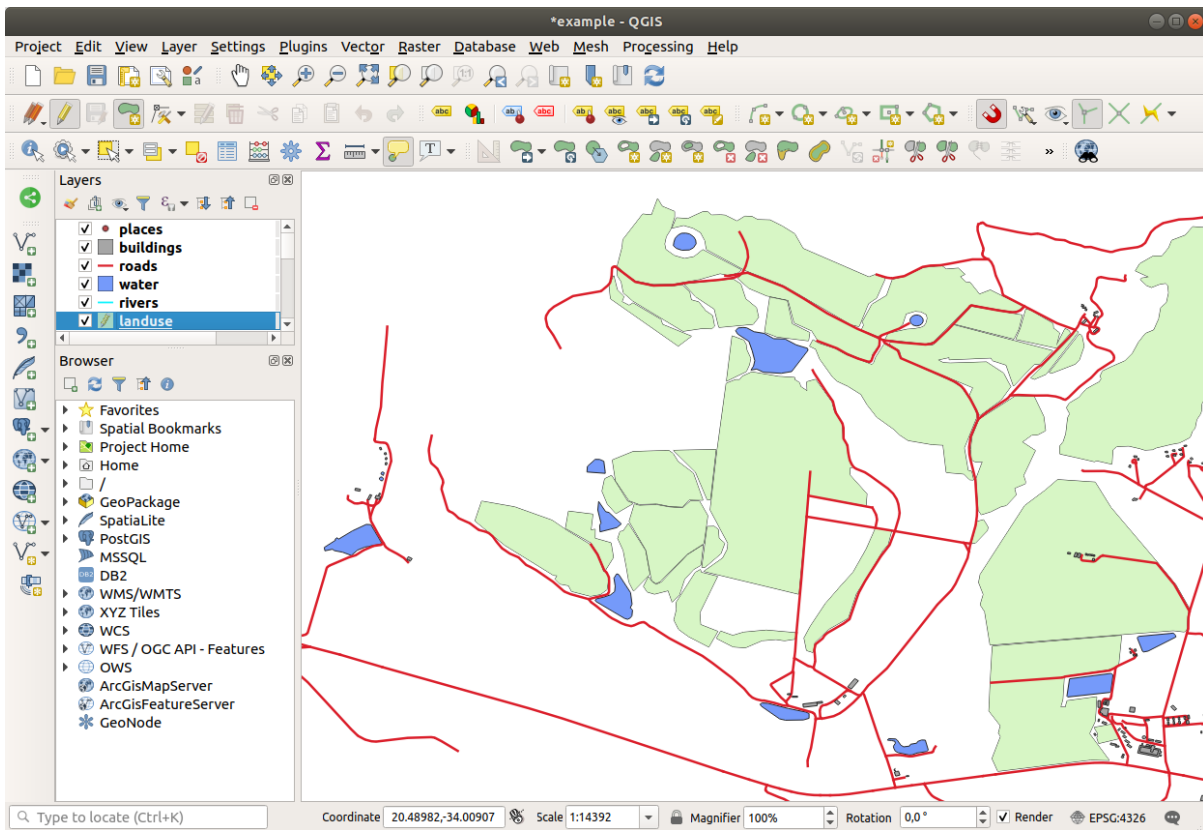 *example - QGIS
Project Edit View Layer Settings Plugins Vector Raster Database Web Mesh Processing Help
Layers
places
buildings
roads
water
rivers
landuse
Browser
Favorites
Spatial Bookmarks
Project Home
Home
/
GeoPackage
SpatiaLite
PostGIS
MSSQL
DB2
WMS/WMTS
XYZ Tiles
WCS
WFS / OGC API - Features
OWS
ArcGisMapServer
ArcGisFeatureServer
GeoNode
Type to locate (Ctrl+K) Coordinate 20.48982,-34.00907 Scale 1:14392 Magnifier 100% Rotation 0,0 ° Render EPSG:4326